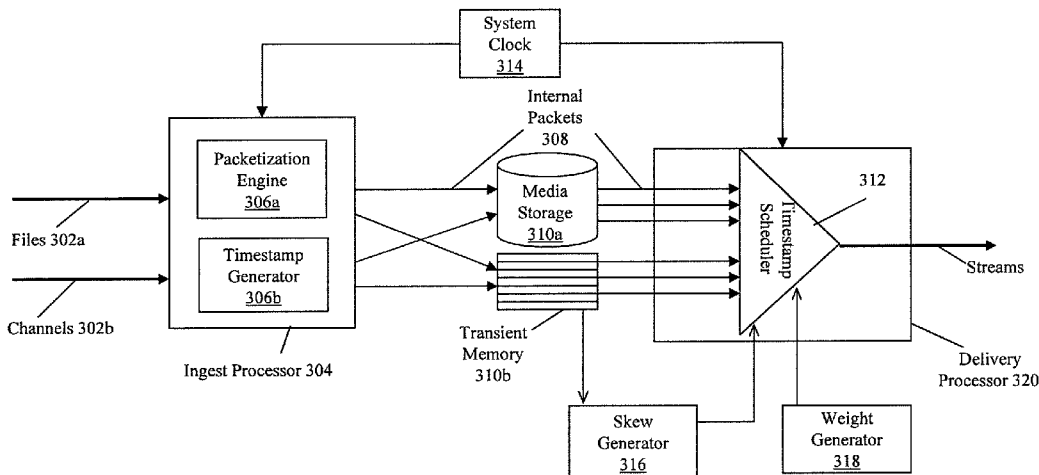 System
Clock
314
Internal
Packets
308
Packetization
Engine
306a
Media
Storage
310a
312
Timestamp
Scheduler
Files 302a
Timestamp
Generator
306b
Streams
Channels 302b
Transient
Memory
310b
Ingest Processor 304
Delivery
Processor 320
Skew
Generator
316
Weight
Generator
318